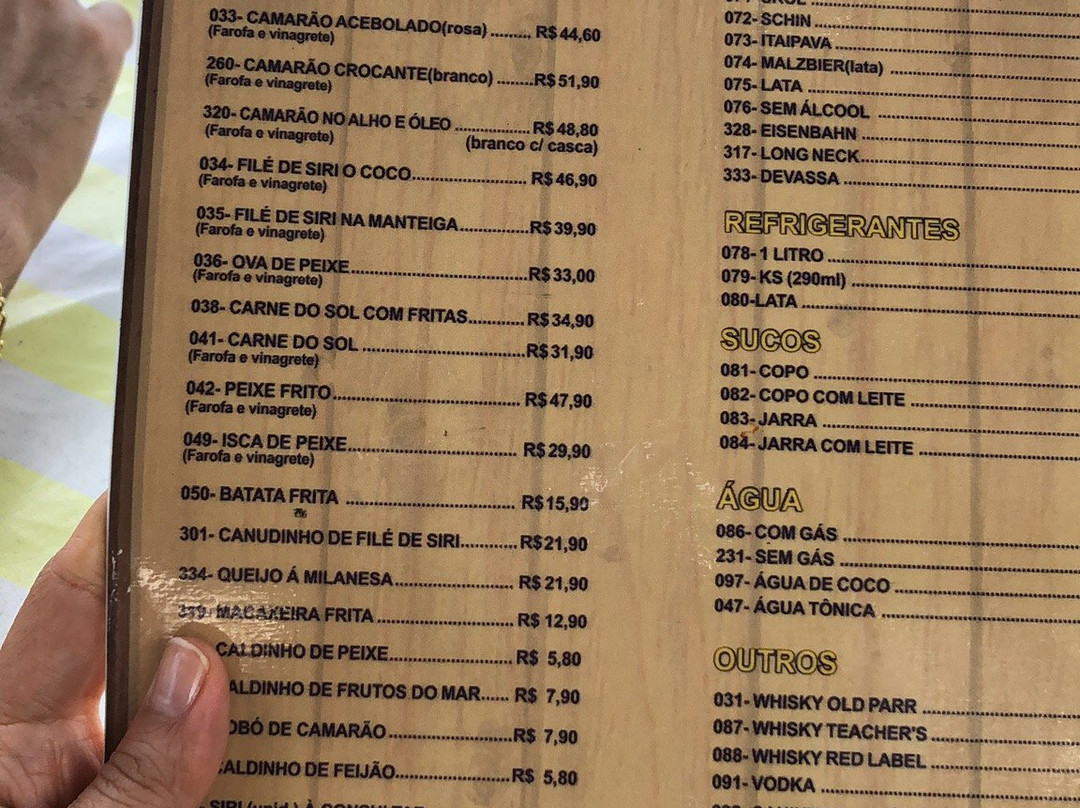 033- CAMARÃO ACEBOLADO(rosa) ......... R$ 44,60
(Farofa e vinagrete)
260- CAMARÃO CROCANTE(branco) .......R$ 51,90
(Farofa e vinagrete)
320- CAMARÃO NO ALHO E ÓLEO .............. R$ 48,80
(Farofa e vinagrete) (branco c/ casca)
034- FILÉ DE SIRI O COCO...................... R$ 46,90
(Farofa e vinagrete)
035- FILÉ DE SIRI NA MANTEIGA.............R$ 39,90
(Farofa e vinagrete)
036- OVA DE PEIXE..................................R$ 33,00
(Farofa e vinagrete)
038- CARNE DO SOL COM FRITAS...........R$ 34,90
041- CARNE DO SOL ...............................R$ 31,90
(Farofa e vinagrete)
042- PEIXE FRITO................................... R$ 47,90
(Farofa e vinagrete)
049- ISCA DE PEIXE................................ R$ 29,90
(Farofa e vinagrete)
050- BATATA FRITA ................................ R$ 15,90
301- CANUDINHO DE FILÉ DE SIRI...........R$ 21,90
334- QUEIJO Á MILANESA....................... R$ 21,90
339- MACAXEIRA FRITA ......................... R$ 12,90
CALDINHO DE PEIXE....................... R$ 5,80
ALDINHO DE FRUTOS DO MAR...... R$ 7,90
OBÓ DE CAMARÃO .......................R$ 7,90
ALDINHO DE FEIJÃO.....................R$ 5,80
072- SCHIN
073- ITAIPAVA
074- MALZBIER(lata)
075- LATA
076- SEM ÁLCOOL
328- EISENBAHN
317- LONG NECK
333- DEVASSA
REFRIGERANTES
078- 1 LITRO
079- KS (290ml)
080-LATA
SUCOS
081- COPO
082- COPO COM LEITE
083- JARRA
084- JARRA COM LEITE
ÁGUA
086- COM GÁS
231- SEM GÁS
097- ÁGUA DE COCO
047- ÁGUA TÔNICA
OUTROS
031- WHISKY OLD PARR
087- WHISKY TEACHER'S
088- WHISKY RED LABEL
091- VODKA